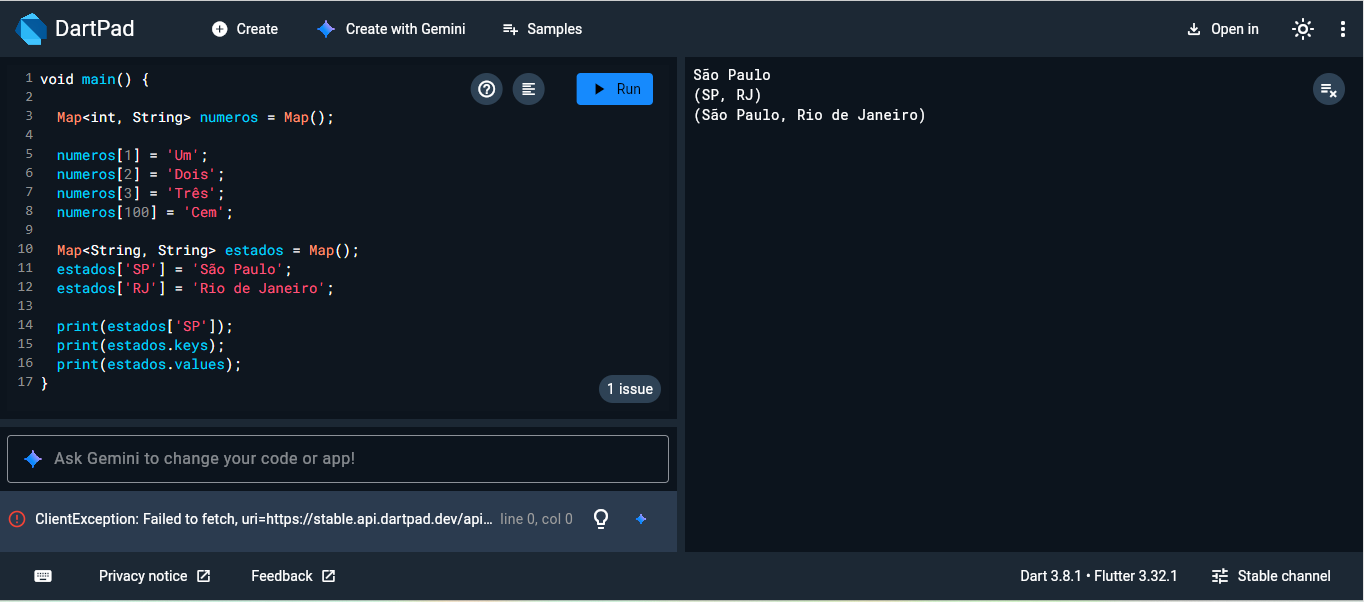 DartPad
Create
Create with Gemini
Samples
Open in
1 void main() {
2
3   Map<int, String> numeros = Map();
4
5   numeros[1] = 'Um';
6   numeros[2] = 'Dois';
7   numeros[3] = 'Três';
8   numeros[100] = 'Cem';
9
10   Map<String, String> estados = Map();
11   estados['SP'] = 'São Paulo';
12   estados['RJ'] = 'Rio de Janeiro';
13
14   print(estados['SP']);
15   print(estados.keys);
16   print(estados.values);
17 }
Run
1 issue
Ask Gemini to change your code or app!
ClientException: Failed to fetch, uri=https://stable.api.dartpad.dev/api... line 0, col 0
São Paulo
(SP, RJ)
(São Paulo, Rio de Janeiro)
Privacy notice
Feedback
Dart 3.8.1 • Flutter 3.32.1
Stable channel